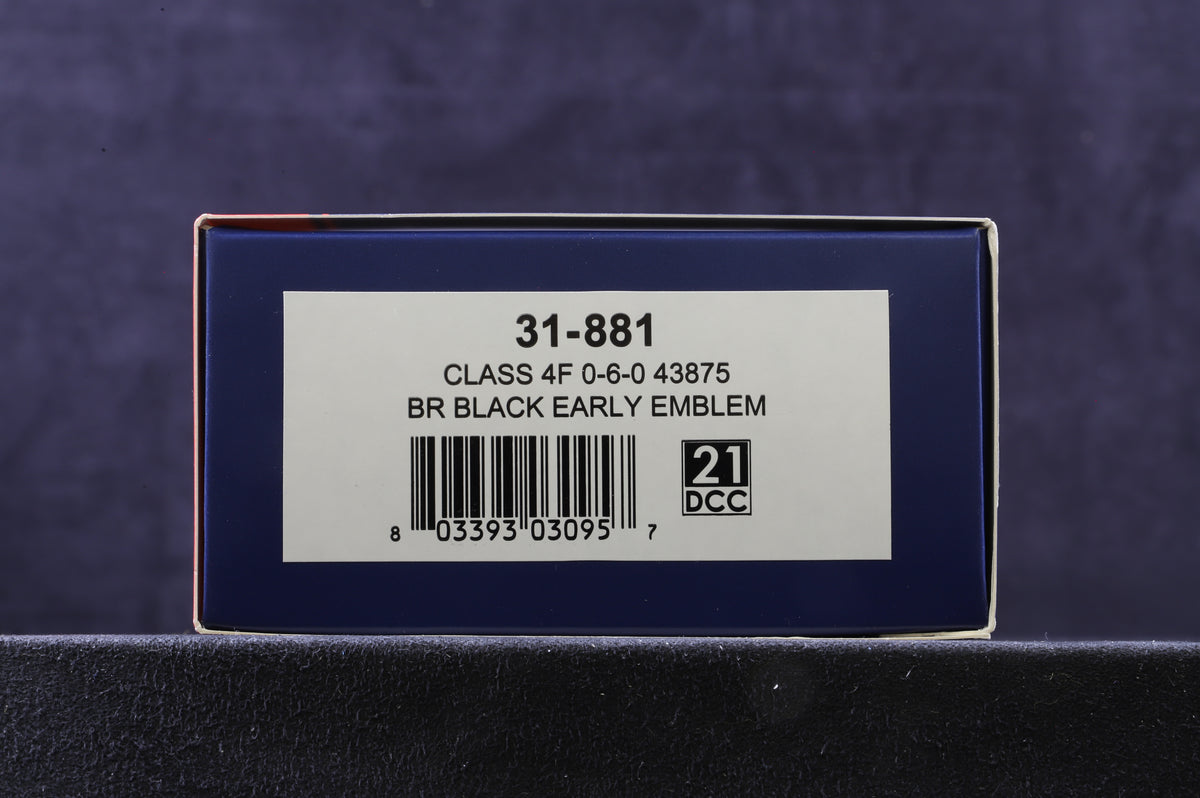 31-881
CLASS 4F 0-6-0 43875
BR BLACK EARLY EMBLEM
21
DCC
8 03393 03095 7